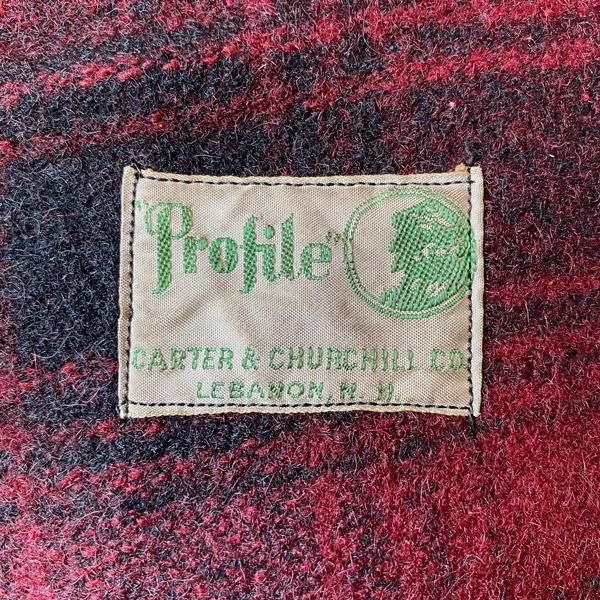 "Profile"
CARTER & CHURCHILL CO.
LEBANON, N. H.